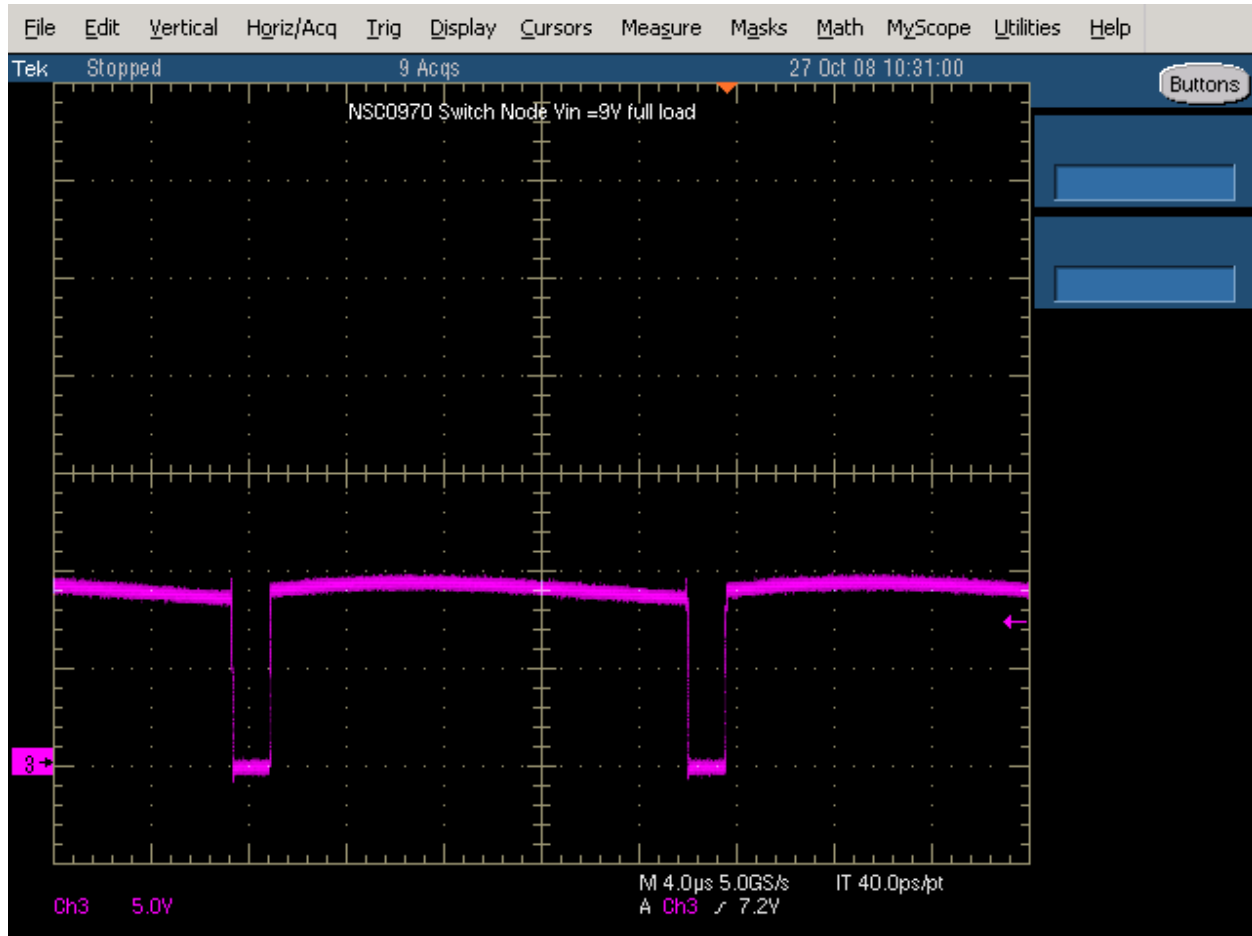 File Edit Vertical Horiz/Acq Trig Display Cursors Measure Masks Math MyScope Utilities Help
Tek Stopped 9 Acqs 27 Oct 08 10:31:00
Buttons
NSC0970 Switch Node Vin =9V full load
3
M 4.0µs 5.0GS/s IT 40.0ps/pt
Ch3 5.0V A Ch3 7.2V